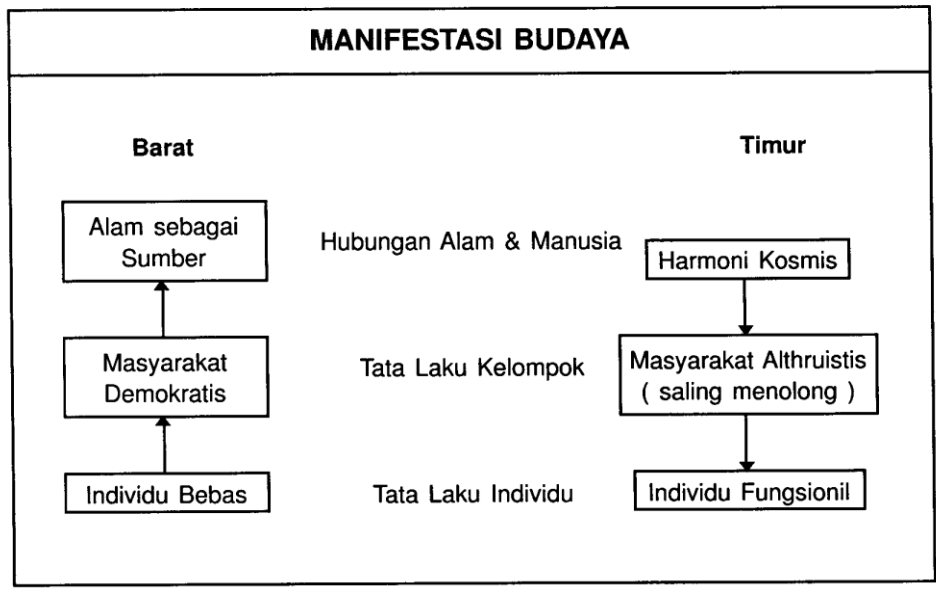 MANIFESTASI BUDAYA
Barat
Timur
Alam sebagai
Sumber
Hubungan Alam & Manusia
Harmoni Kosmis
Masyarakat
Demokratis
Tata Laku Kelompok
Masyarakat Althruistis
( saling menolong )
Individu Bebas
Tata Laku Individu
Individu Fungsionil